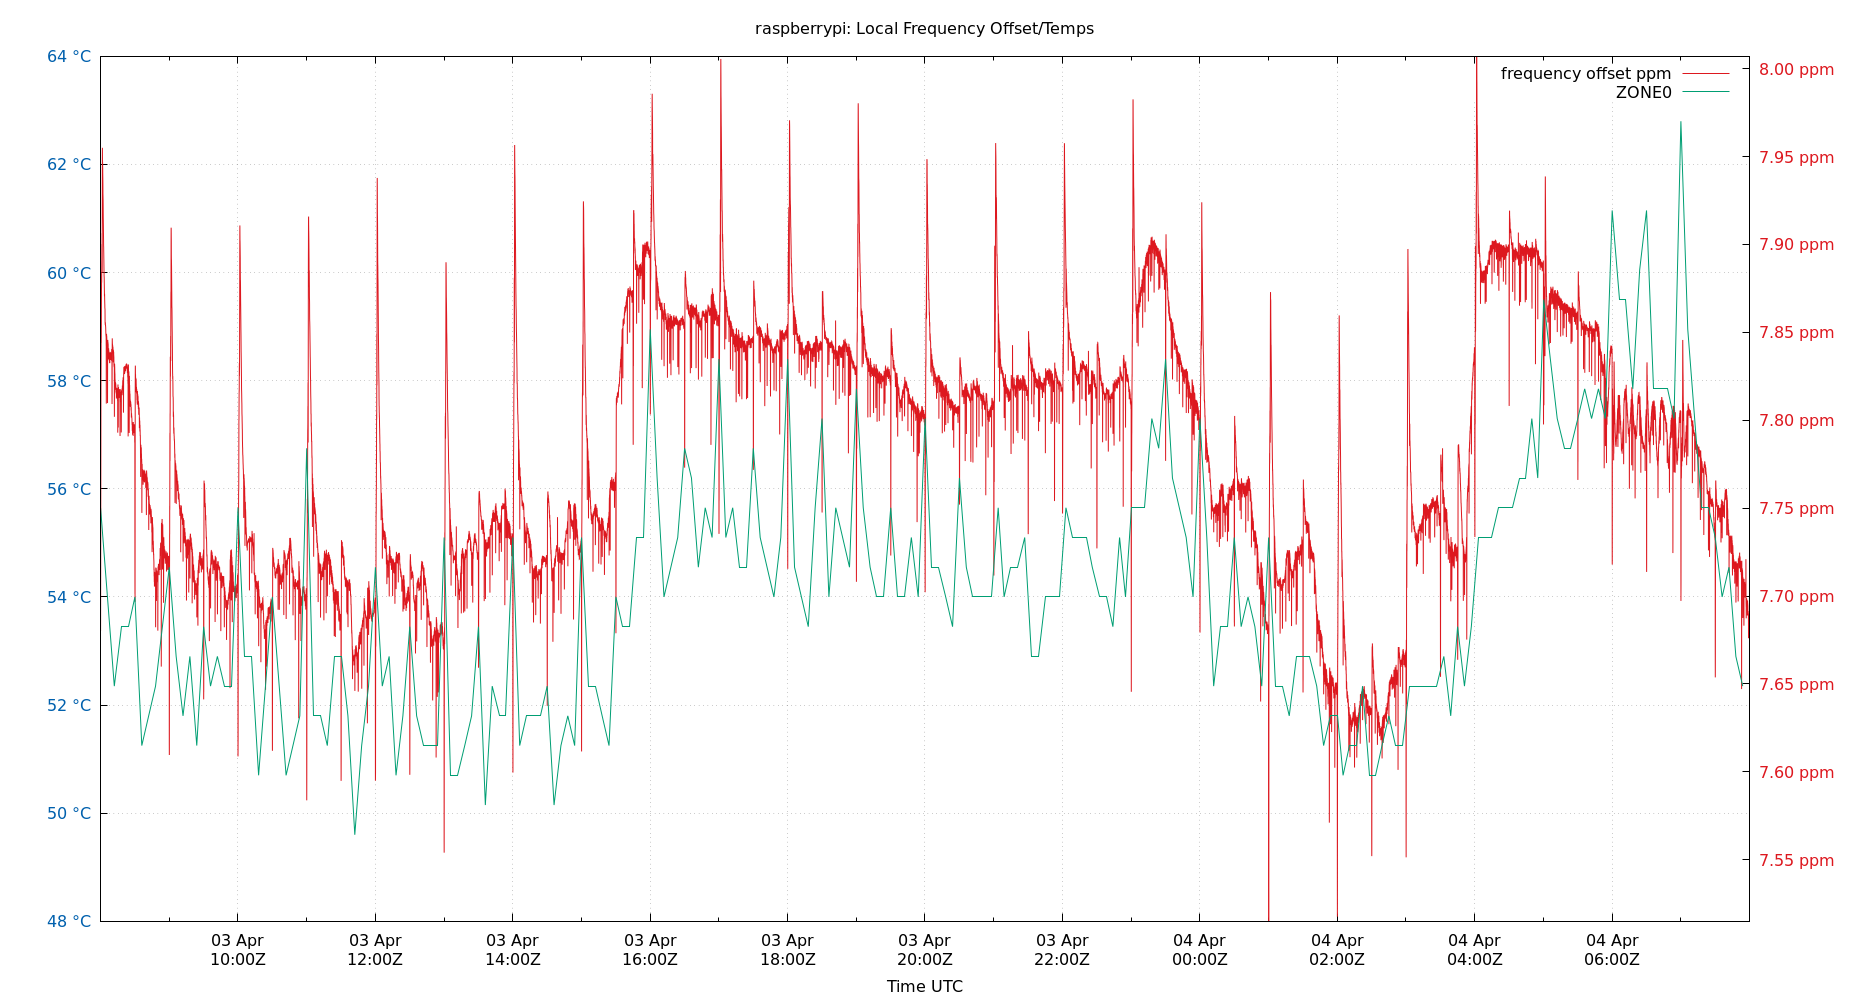 raspberrypi: Local Frequency Offset/Temps
64 °C
62 °C
60 °C
58 °C
56 °C
54 °C
52 °C
50 °C
48 °C
frequency offset ppm
ZONE0
8.00 ppm
7.95 ppm
7.90 ppm
7.85 ppm
7.80 ppm
7.75 ppm
7.70 ppm
7.65 ppm
7.60 ppm
7.55 ppm
03 Apr
10:00Z
03 Apr
12:00Z
03 Apr
14:00Z
03 Apr
16:00Z
03 Apr
18:00Z
03 Apr
20:00Z
03 Apr
22:00Z
04 Apr
00:00Z
04 Apr
02:00Z
04 Apr
04:00Z
04 Apr
06:00Z
Time UTC